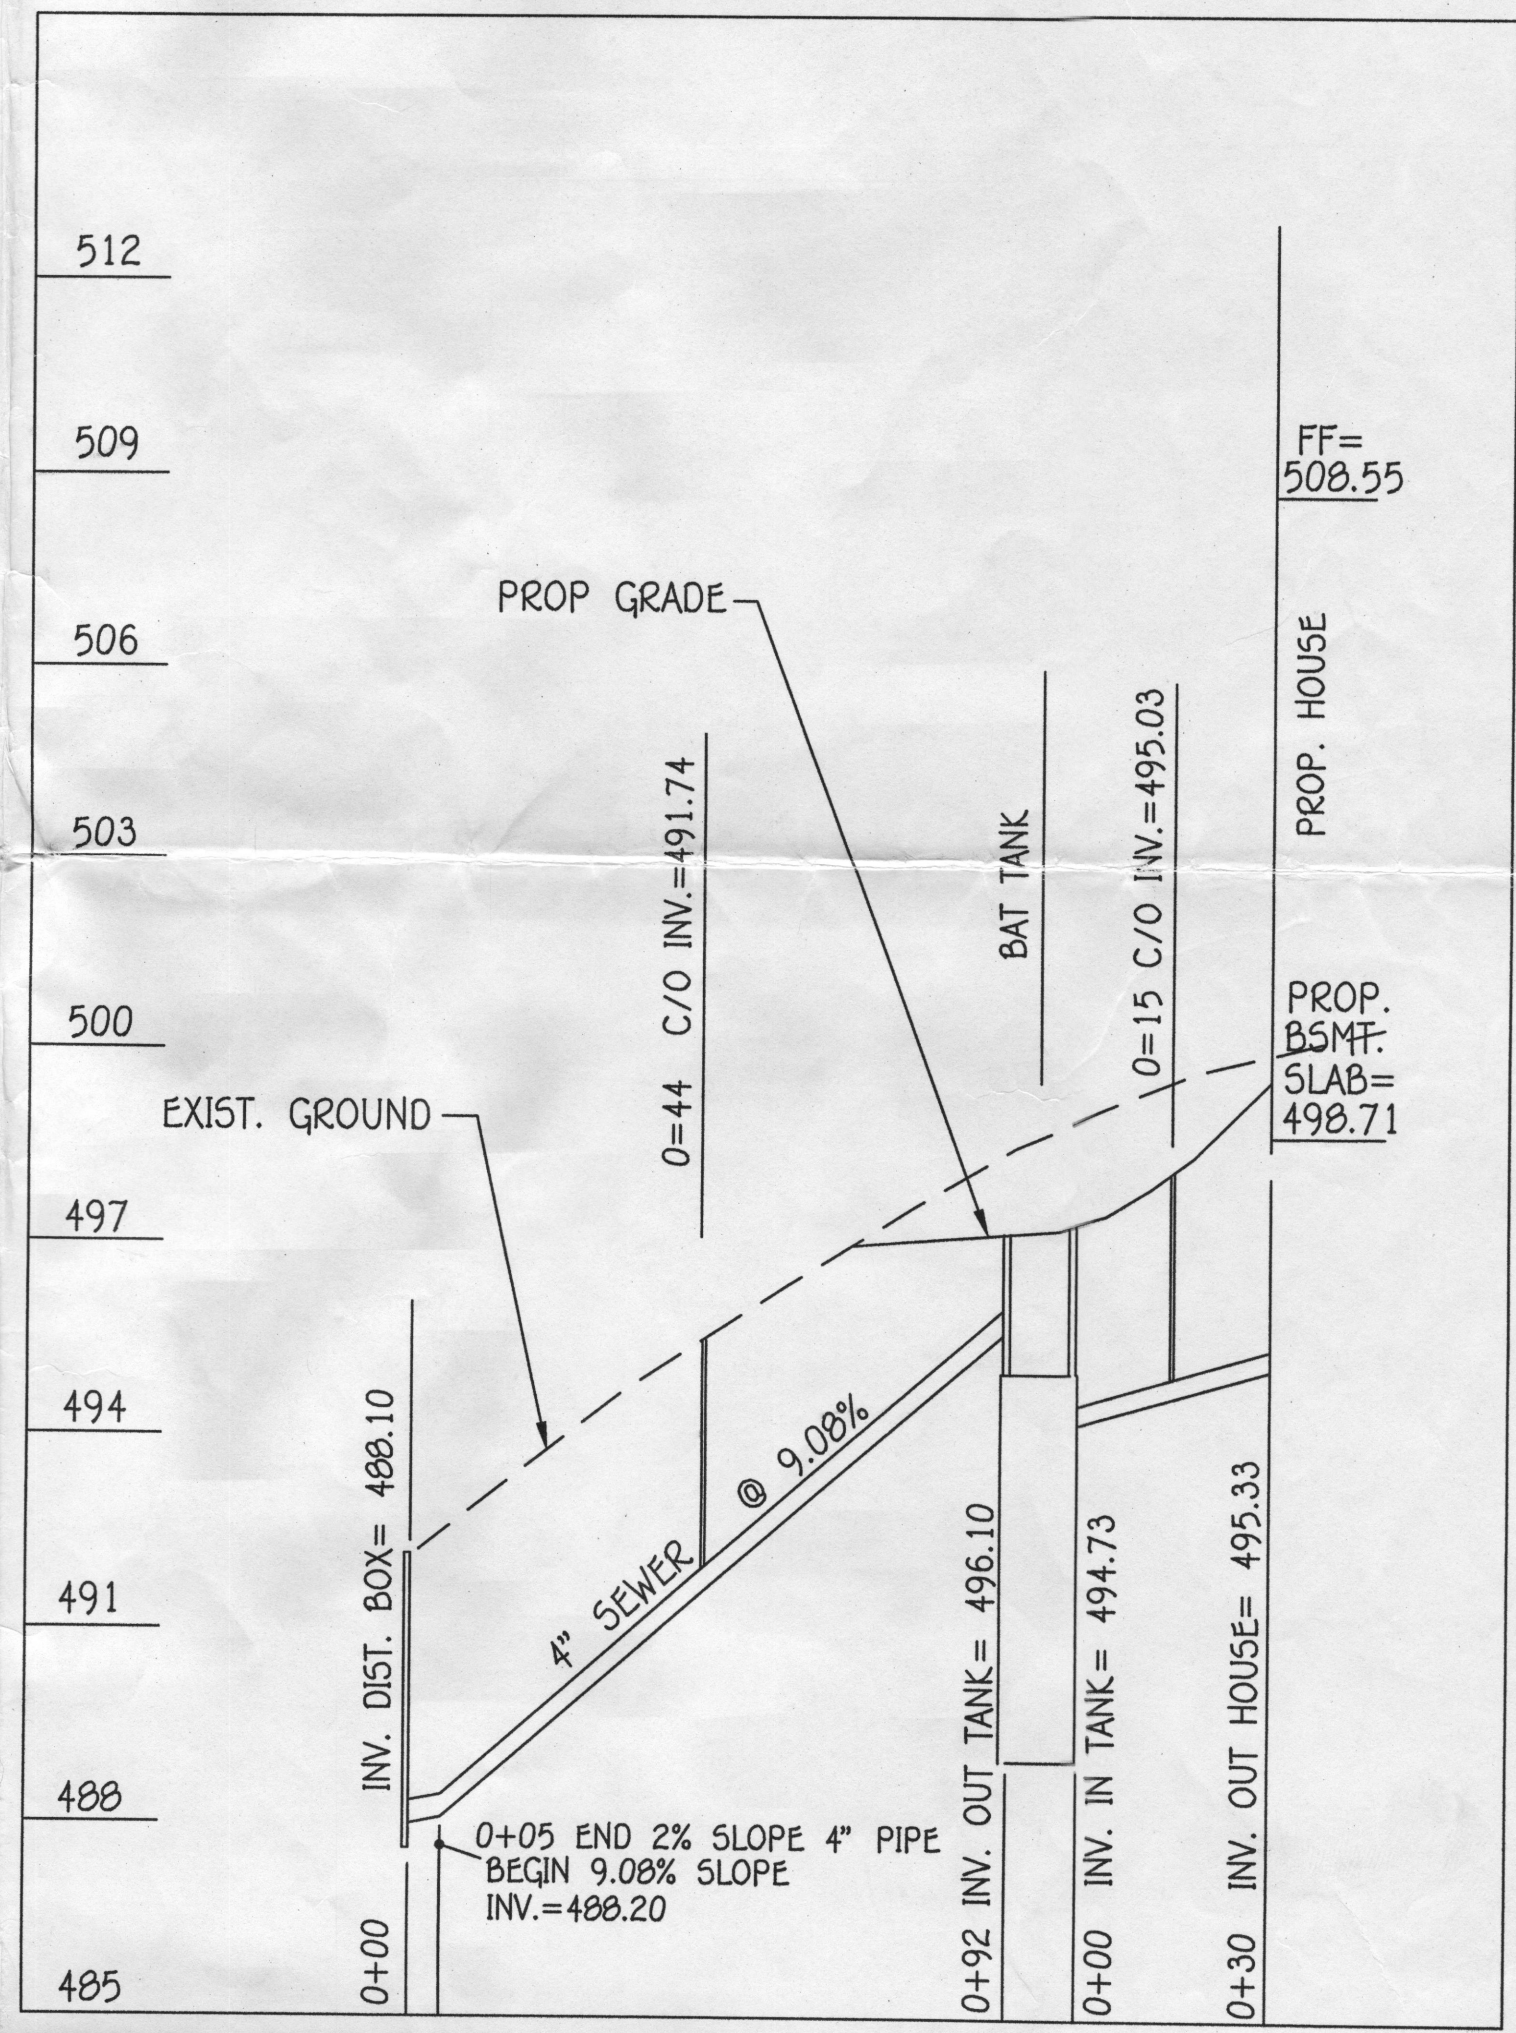 512
509
506
503
500
497
494
491
488
485
FF=
508.55
PROP. HOUSE
PROP GRADE
EXIST. GROUND
0=44 C/O INV.=491.74
BAT TANK
0=15 C/O INV.=495.03
PROP.
BSMT.
SLAB=
498.71
INV. DIST. BOX= 488.10
0+00
4" SEWER @ 9.08%
0+05 END 2% SLOPE 4" PIPE
BEGIN 9.08% SLOPE
INV.=488.20
0+92 INV. OUT TANK= 496.10
0+00 INV. IN TANK= 494.73
0+30 INV. OUT HOUSE= 495.33